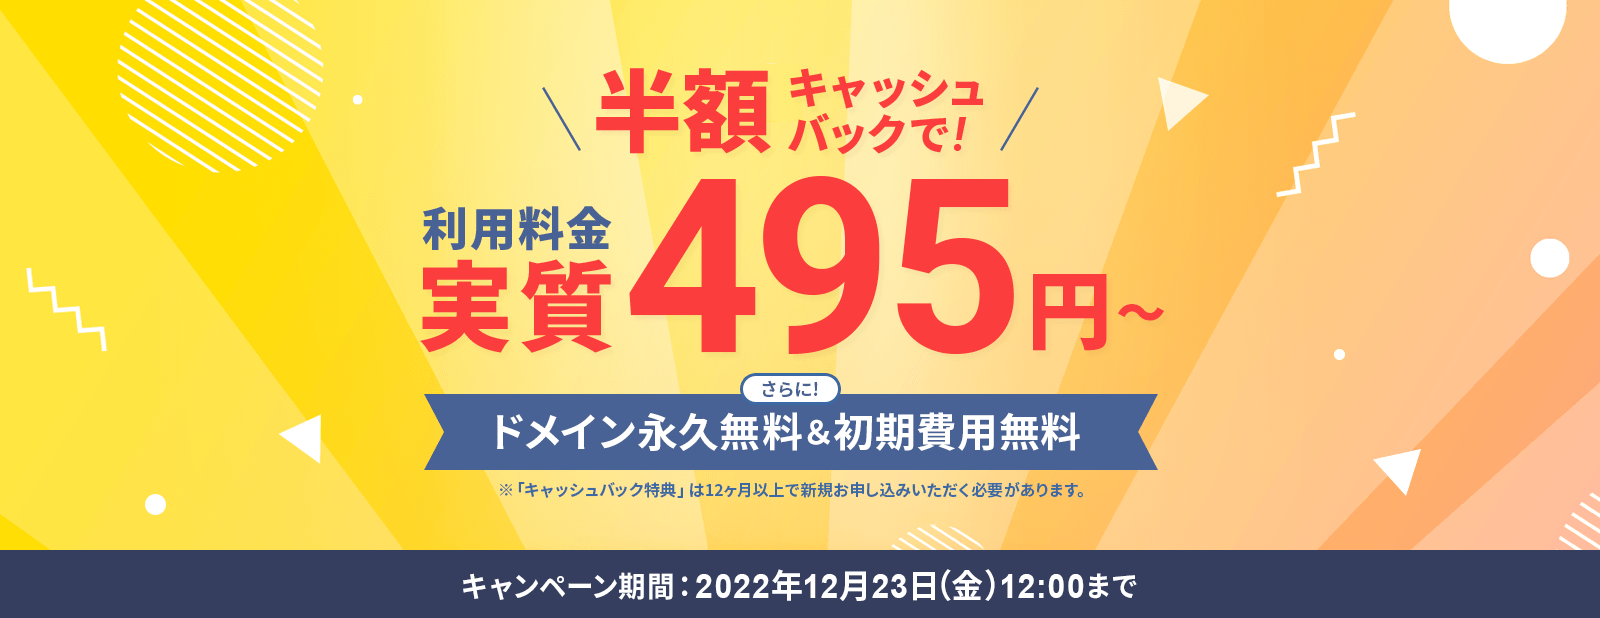 半額キャッシュバックで!
利用料金実質495円～
さらに!
ドメイン永久無料&初期費用無料
※「キャッシュバック特典」は12ヶ月以上で新規お申し込みいただく必要があります。
キャンペーン期間：2022年12月23日(金)12:00まで